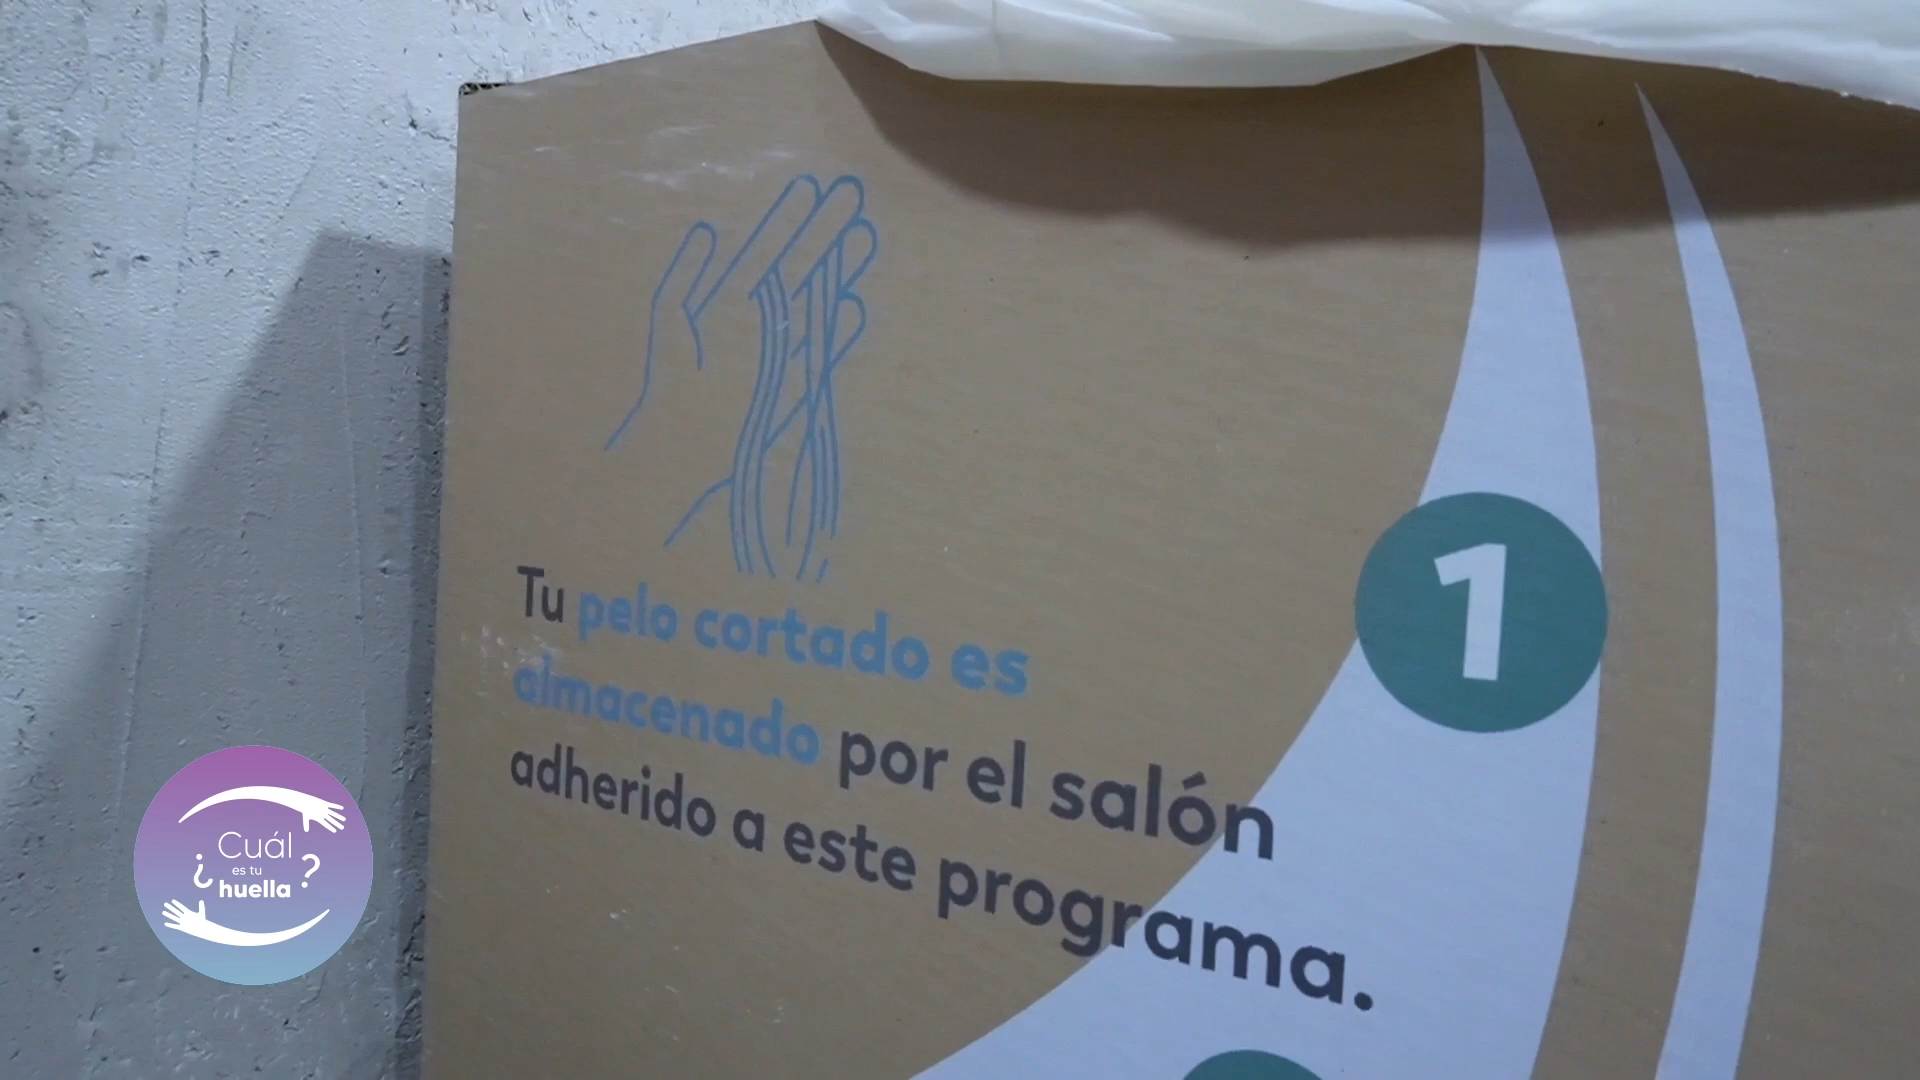 Tu pelo cortado es
almacenado por el salón
adherido a este programa.
1
¿Cuál
es tu
huella?